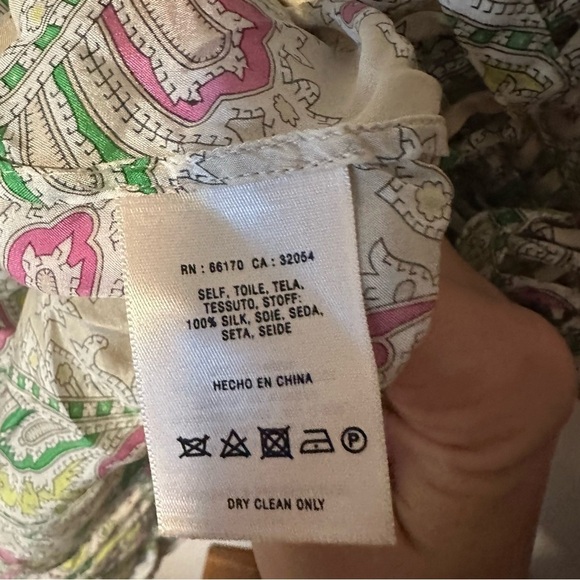 RN : 66170 CA : 32054
SELF, TOILE, TELA,
TESSUTO, STOFF:
100% SILK, SOIE, SEDA,
SETA, SEIDE
HECHO EN CHINA
P
DRY CLEAN ONLY